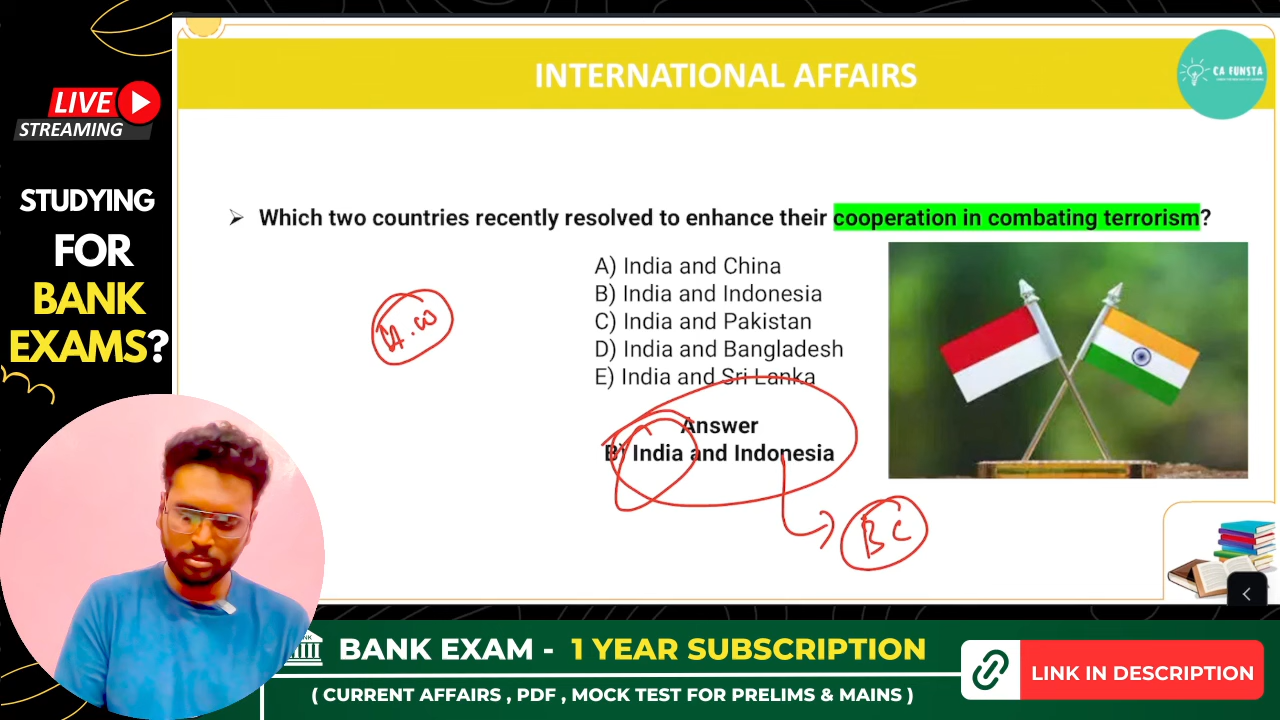 LIVE
STREAMING
STUDYING
FOR
BANK
EXAMS?
INTERNATIONAL AFFAIRS
CA FUNSTA
➢ Which two countries recently resolved to enhance their cooperation in combating terrorism?
A) India and China
B) India and Indonesia
C) India and Pakistan
D) India and Bangladesh
E) India and Sri Lanka
Answer
B) India and Indonesia
BC
BANK EXAM - 1 YEAR SUBSCRIPTION
( CURRENT AFFAIRS , PDF , MOCK TEST FOR PRELIMS & MAINS )
LINK IN DESCRIPTION